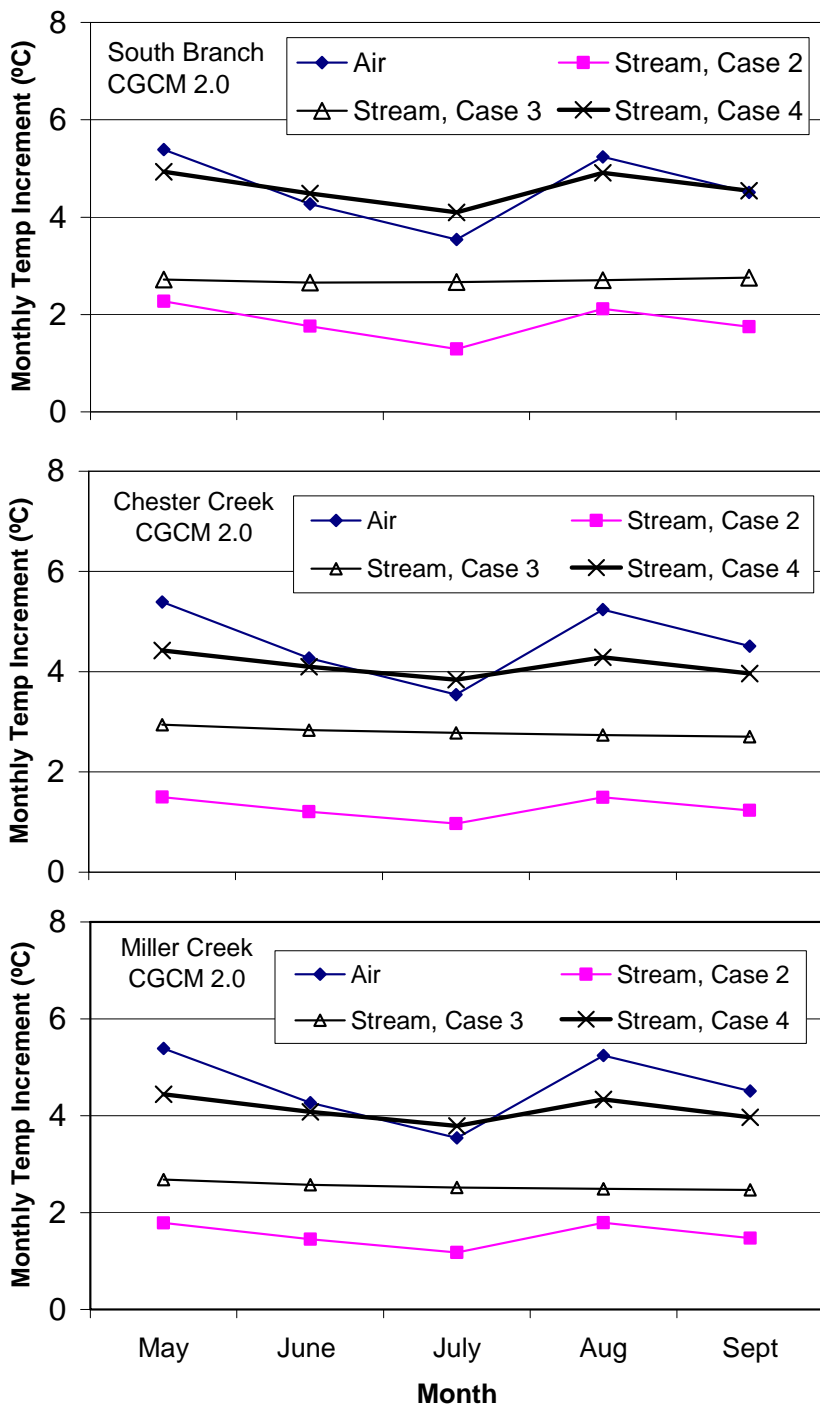 8
6
4
2
0
Monthly Temp Increment (ºC)
South Branch
CGCM 2.0
Air
Stream, Case 2
Stream, Case 3
Stream, Case 4
8
6
4
2
0
Monthly Temp Increment (ºC)
Chester Creek
CGCM 2.0
Air
Stream, Case 2
Stream, Case 3
Stream, Case 4
8
6
4
2
0
Monthly Temp Increment (ºC)
Miller Creek
CGCM 2.0
Air
Stream, Case 2
Stream, Case 3
Stream, Case 4
May June July Aug Sept
Month